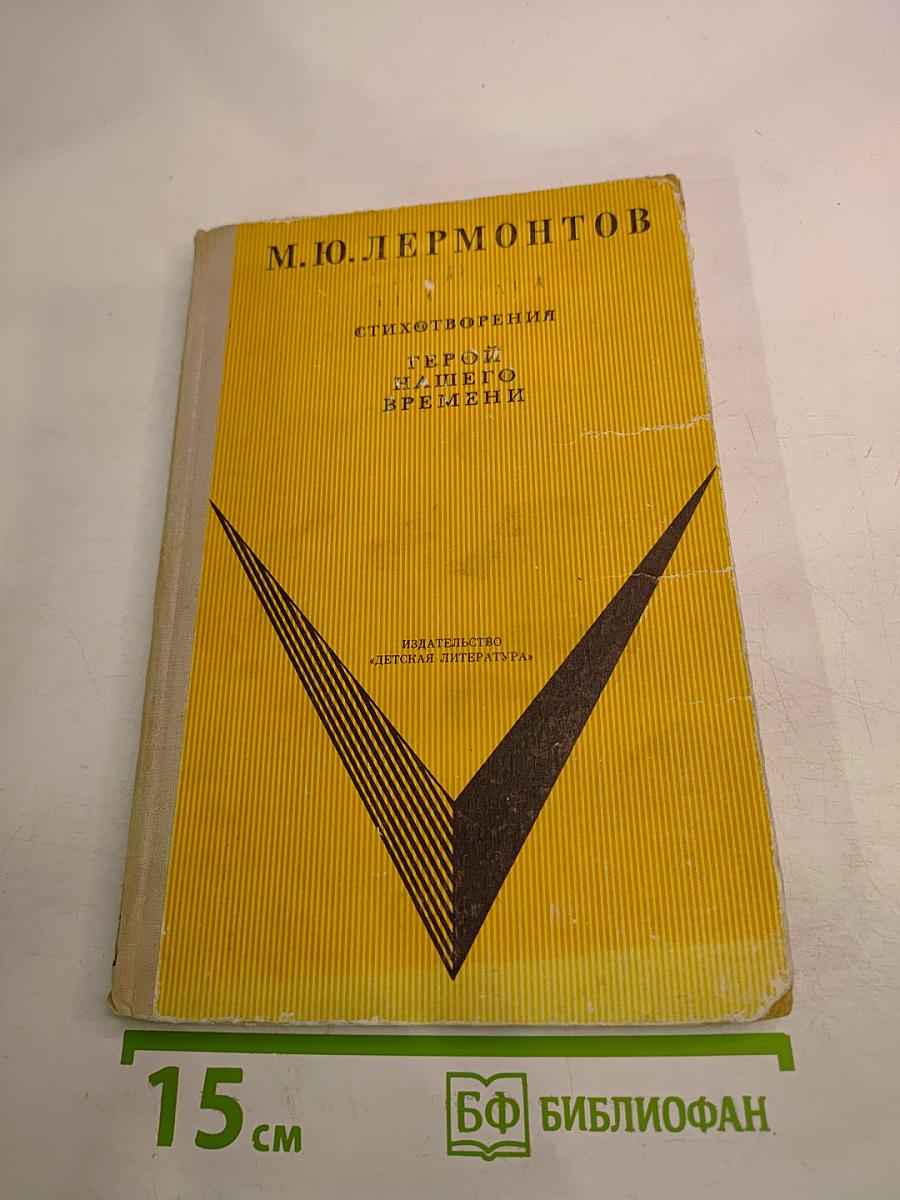 М.Ю.ЛЕРМОНТОВ
СТИХОТВОРЕНИЯ
ГЕРОЙ
НАШЕГО
ВРЕМЕНИ
ИЗДАТЕЛЬСТВО
«ДЕТСКАЯ ЛИТЕРАТУРА»
15 см
БФ БИБЛИОФАН